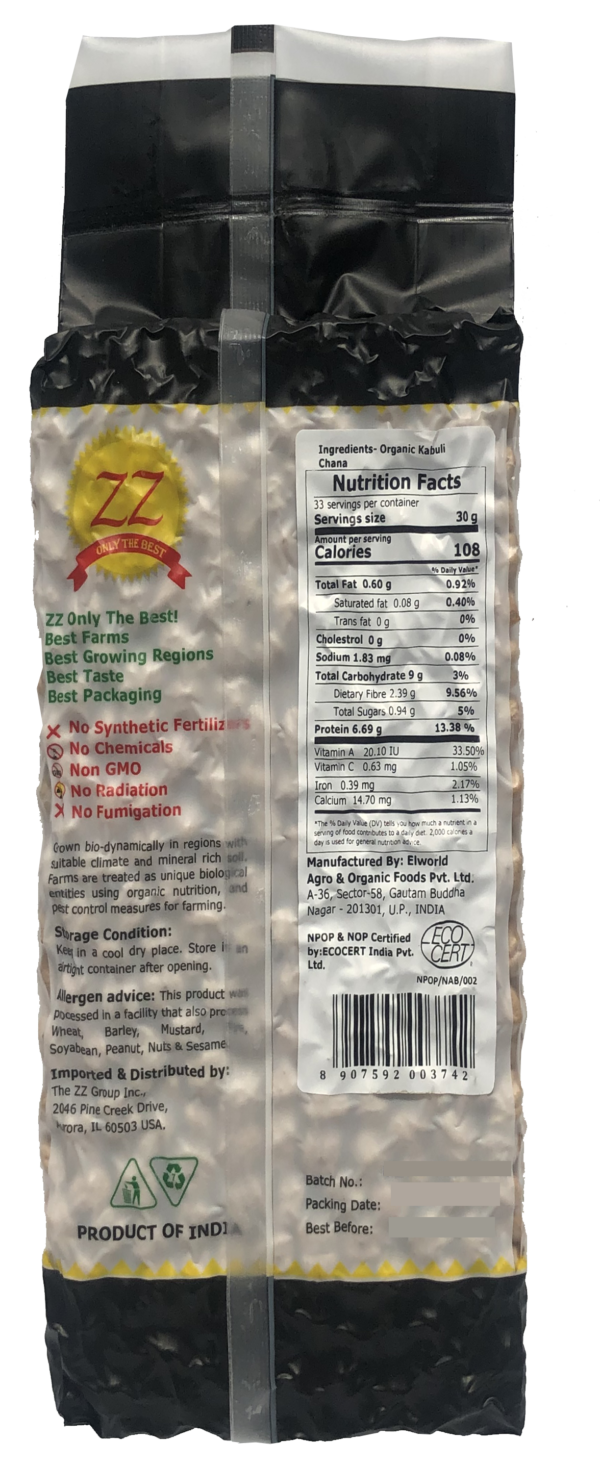 ZZ
ONLY THE BEST
ZZ Only The Best!
Best Farms
Best Growing Regions
Best Taste
Best Packaging
No Synthetic Fertilizers
No Chemicals
Non GMO
No Radiation
No Fumigation
Grown bio-dynamically in regions with
suitable climate and mineral rich soil.
Farms are treated as unique biological
entities using organic nutrition, and
pest control measures for farming.
Storage Condition:
Keep in a cool dry place. Store in an
airtight container after opening.
Allergen advice: This product was
processed in a facility that also process
Wheat, Barley, Mustard,
Soyabean, Peanut, Nuts & Sesame
Imported & Distributed by:
The ZZ Group Inc.,
2046 Pine Creek Drive,
rora, IL 60503 USA.
PRODUCT OF INDIA
Ingredients- Organic Kabuli
Chana
Nutrition Facts
33 servings per container
Servings size 30 g
Amount per serving
Calories 108
% Daily Value*
Total Fat 0.60 g 0.92%
Saturated fat 0.08 g 0.40%
Trans fat 0 g 0%
Cholestrol 0 g 0%
Sodium 1.83 mg 0.08%
Total Carbohydrate 9 g 3%
Dietary Fibre 2.39 g 9.56%
Total Sugars 0.94 g 5%
Protein 6.69 g 13.38 %
Vitamin A 20.10 IU 33.50%
Vitamin C 0.63 mg 1.05%
Iron 0.39 mg 2.17%
Calcium 14.70 mg 1.13%
*The % Daily Value (DV) tells you how much a nutrient in a
serving of food contributes to a daily diet. 2,000 calories a
day is used for general nutrition advice.
Manufactured By: Elworld
Agro & Organic Foods Pvt. Ltd.
A-36, Sector-58, Gautam Buddha
Nagar - 201301, U.P., INDIA
NPOP & NOP Certified
by:ECOCERT India Pvt.
Ltd.
ECO
CERT
NPOP/NAB/002
8 907592 003742
Batch No.:
Packing Date:
Best Before: